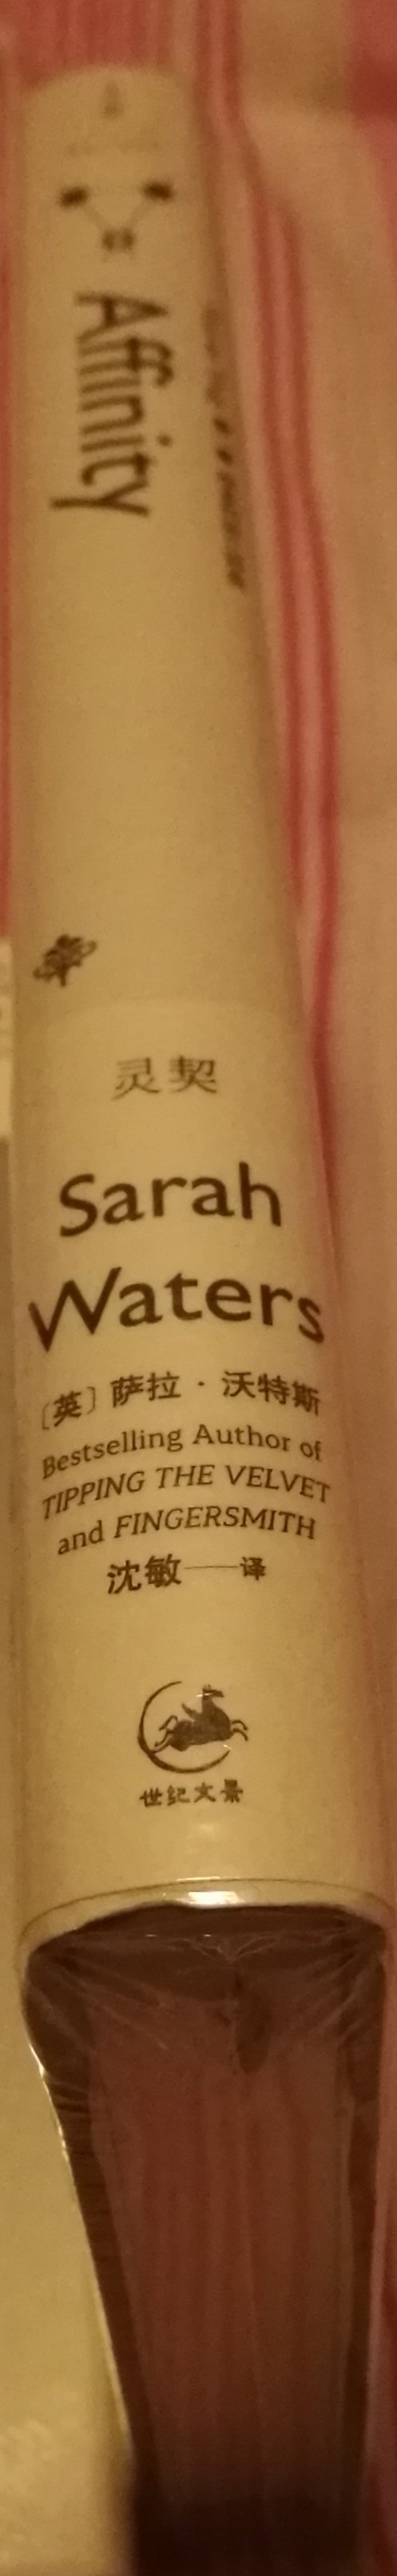 Affinity
灵契
Sarah
Waters
〔英〕萨拉·沃特斯
Bestselling Author of
TIPPING THE VELVET
and FINGERSMITH
沈敏——译
世纪文景